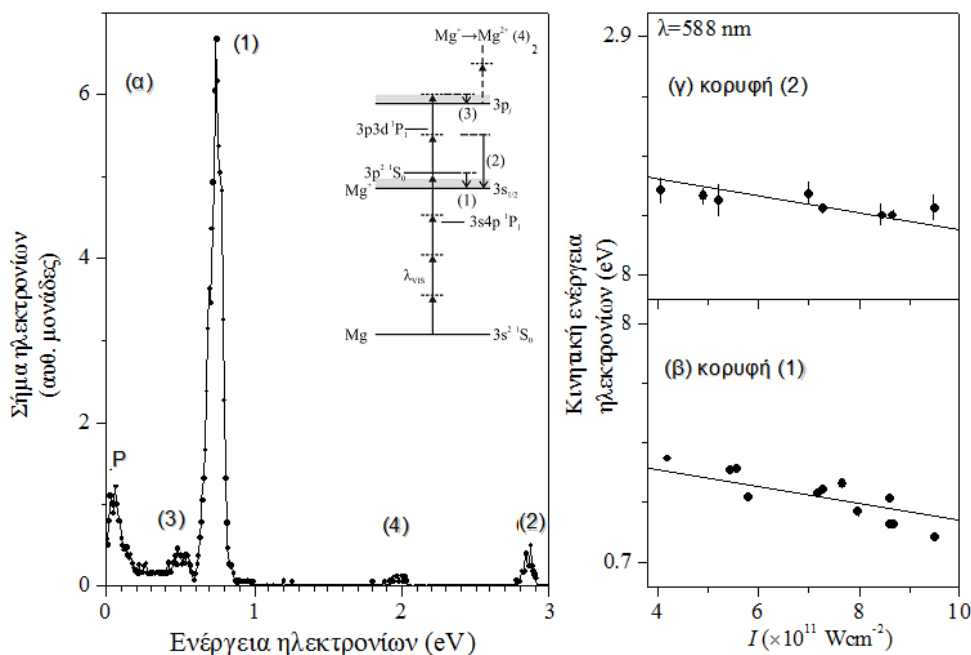 (α)
(1)
P
(3)
(4)
(2)
6
4
2
0
0
1
2
3
Σήμα ηλεκτρονίων
(αυθ. μονάδες)
Ενέργεια ηλεκτρονίων (eV)
Mg⁺→Mg²⁺ (4)
2
3pⱼ
(3)
3p3d ¹P₁
(2)
3p² ¹S₀
Mg⁺
3s₁/₂
(1)
3s4p ¹P₁
λVIS
Mg
3s² ¹S₀
λ=588 nm
2.9
(γ) κορυφή (2)
8
8
(β) κορυφή (1)
0.7
4
6
8
10
Κινητική ενέργεια
ηλεκτρονίων (eV)
I (×10¹¹ Wcm⁻²)